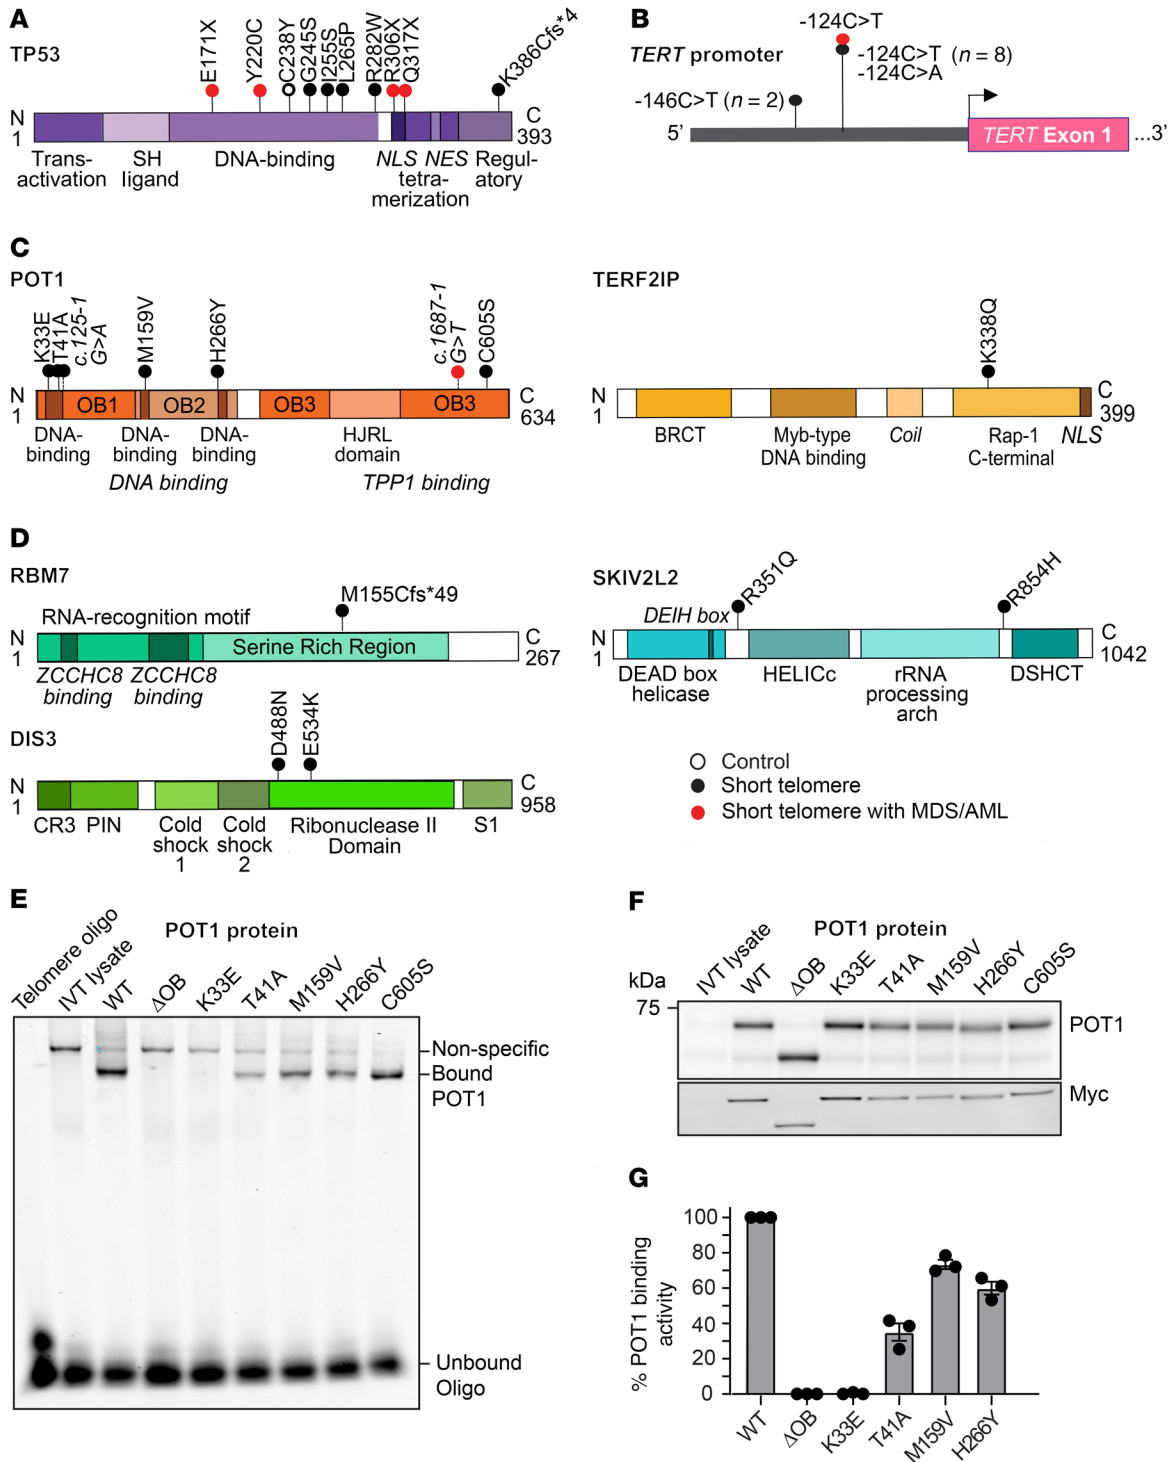 A
TP53
E171X
Y220C
C238Y
G245S
I255S
L265P
R282W
R306X
Q317X
K386Cfs*4
N
1
C
393
Trans-
activation
SH
ligand
DNA-binding
NLS NES
tetra-
merization
Regul-
atory
B
TERT promoter
-124C>T
-124C>T (n = 8)
-124C>A
-146C>T (n = 2)
5'
TERT Exon 1
...3'
C
POT1
K33E
T41A
c.125-1
G>A
M159V
H266Y
c.1687-1
G>T
C605S
N
1
OB1
OB2
OB3
OB3
C
634
DNA-
binding
DNA-
binding
DNA-
binding
HJRL
domain
DNA binding
TPP1 binding
TERF2IP
K338Q
N
1
C
399
BRCT
Myb-type
DNA binding
Coil
Rap-1
C-terminal
NLS
D
RBM7
M155Cfs*49
RNA-recognition motif
N
1
Serine Rich Region
C
267
ZCCHC8
binding
ZCCHC8
binding
SKIV2L2
R351Q
R854H
DEIH box
N
1
C
1042
DEAD box
helicase
HELICc
rRNA
processing
arch
DSHCT
DIS3
D488N
E534K
N
1
C
958
CR3 PIN
Cold
shock
1
Cold
shock
2
Ribonuclease II
Domain
S1
Control
Short telomere
Short telomere with MDS/AML
E
POT1 protein
Telomere oligo
IVT lysate
WT
ΔOB
K33E
T41A
M159V
H266Y
C605S
Non-specific
Bound
POT1
Unbound
Oligo
F
POT1 protein
kDa
75
IVT lysate
WT
ΔOB
K33E
T41A
M159V
H266Y
C605S
POT1
Myc
G
% POT1 binding
activity
100
80
60
40
20
0
WT
ΔOB
K33E
T41A
M159V
H266Y